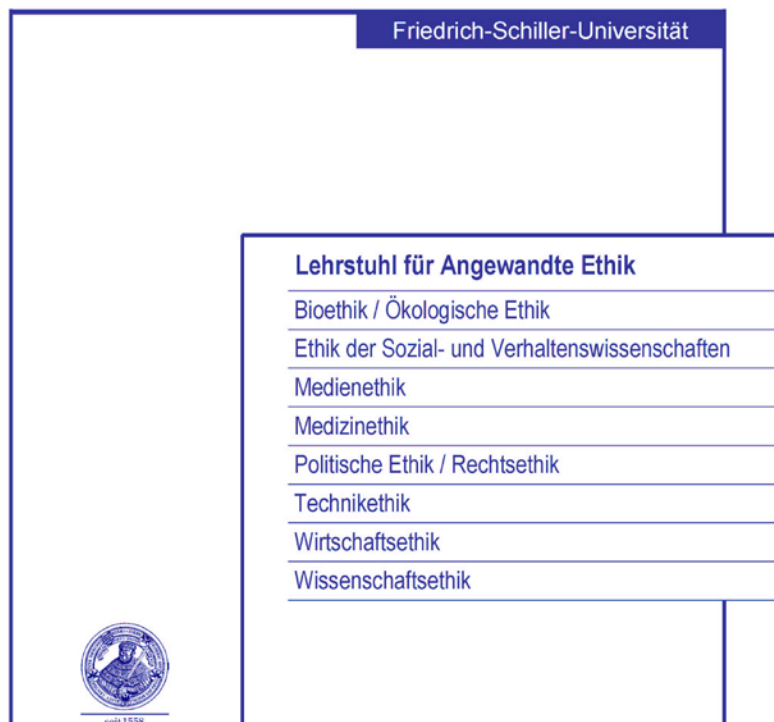 Friedrich-Schiller-Universität
Lehrstuhl für Angewandte Ethik
Bioethik / Ökologische Ethik
Ethik der Sozial- und Verhaltenswissenschaften
Medienethik
Medizinethik
Politische Ethik / Rechtsethik
Technikethik
Wirtschaftsethik
Wissenschaftsethik
seit 1558